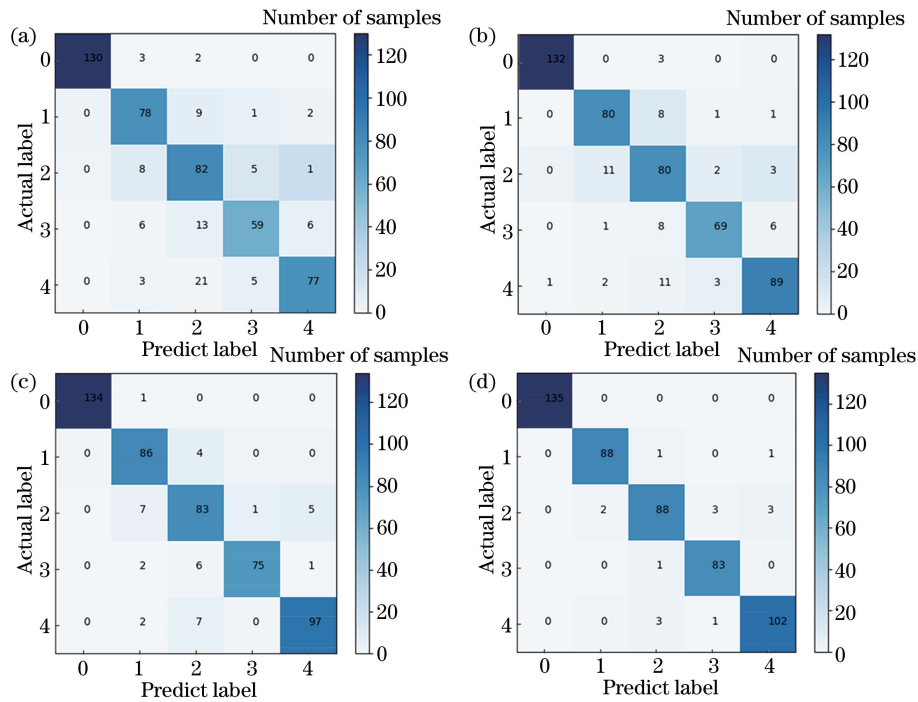 (a)
Number of samples
Actual label
0 130 3 2 0 0
1 0 78 9 1 2
2 0 8 82 5 1
3 0 6 13 59 6
4 0 3 21 5 77
0 1 2 3 4
Predict label
120
100
80
60
40
20
0
(b)
Number of samples
Actual label
0 132 0 3 0 0
1 0 80 8 1 1
2 0 11 80 2 3
3 0 1 8 69 6
4 1 2 11 3 89
0 1 2 3 4
Predict label
120
100
80
60
40
20
0
(c)
Number of samples
Actual label
0 134 1 0 0 0
1 0 86 4 0 0
2 0 7 83 1 5
3 0 2 6 75 1
4 0 2 7 0 97
0 1 2 3 4
Predict label
120
100
80
60
40
20
0
(d)
Number of samples
Actual label
0 135 0 0 0 0
1 0 88 1 0 1
2 0 2 88 3 3
3 0 0 1 83 0
4 0 0 3 1 102
0 1 2 3 4
Predict label
120
100
80
60
40
20
0